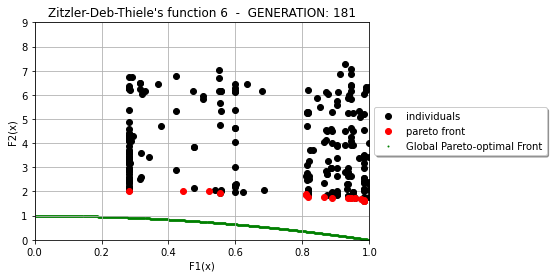 Zitzler-Deb-Thiele's function 6 - GENERATION: 181
F2(x)
9
8
7
6
5
4
3
2
1
0
0.0 0.2 0.4 0.6 0.8 1.0
F1(x)
individuals
pareto front
Global Pareto-optimal Front